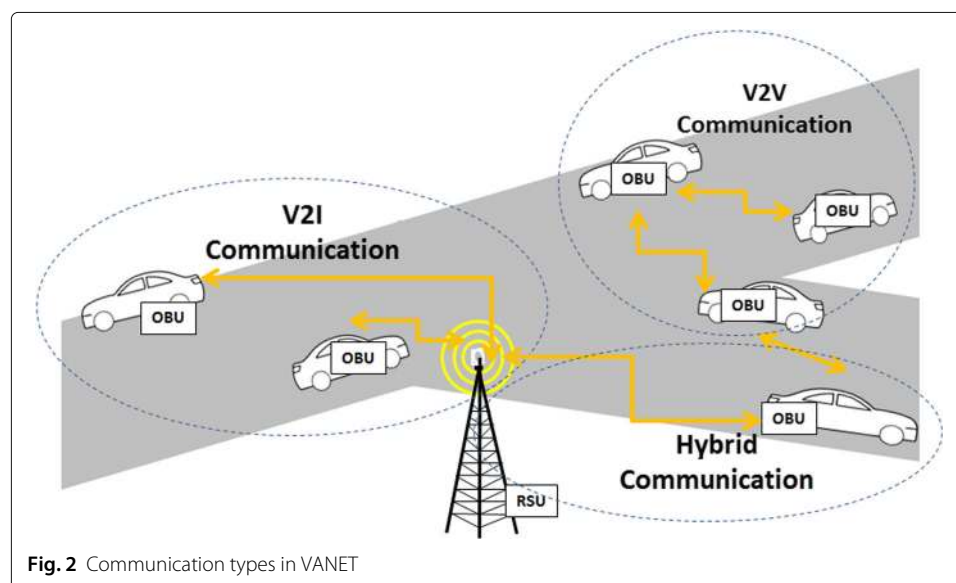 V2V
Communication
OBU
OBU
V2I
Communication
OBU
OBU
OBU
OBU
Hybrid
Communication
RSU
Fig. 2 Communication types in VANET